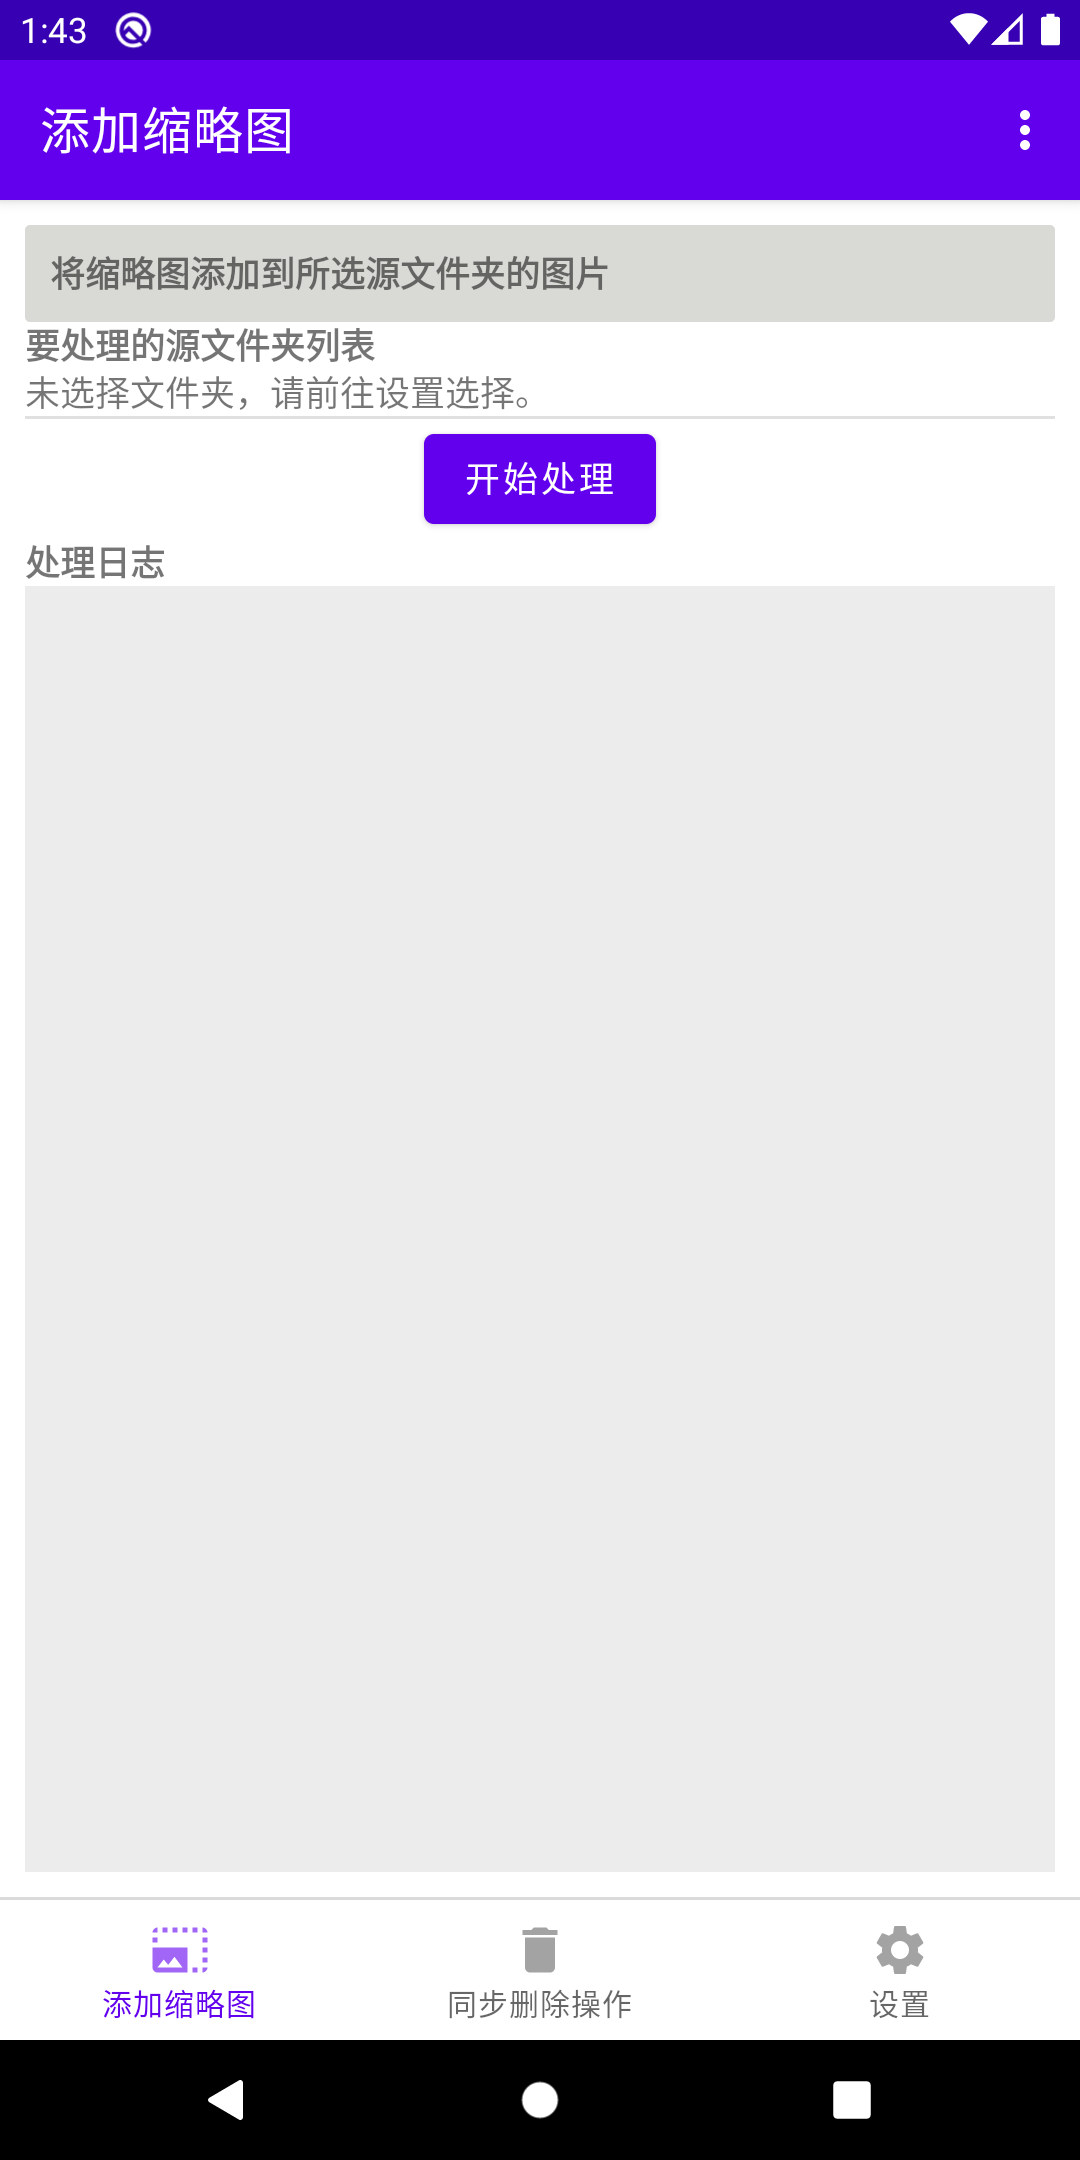 1:43
添加缩略图
将缩略图添加到所选源文件夹的图片
要处理的源文件夹列表
未选择文件夹，请前往设置选择。
开始处理
处理日志
添加缩略图
同步删除操作
设置